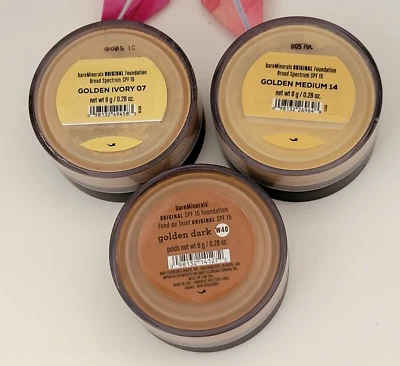 bareMinerals ORIGINAL Foundation
Broad Spectrum SPF 15
GOLDEN IVORY 07
net wt 8 g / 0.28 oz.
bareMinerals ORIGINAL Foundation
Broad Spectrum SPF 15
GOLDEN MEDIUM 14
net wt 8 g / 0.28 oz.
bareMinerals®
ORIGINAL SPF 15 Foundation
Fond de Teint ORIGINAL SPF 15
golden dark W40
poids net wt 8 g / 0.28 oz.